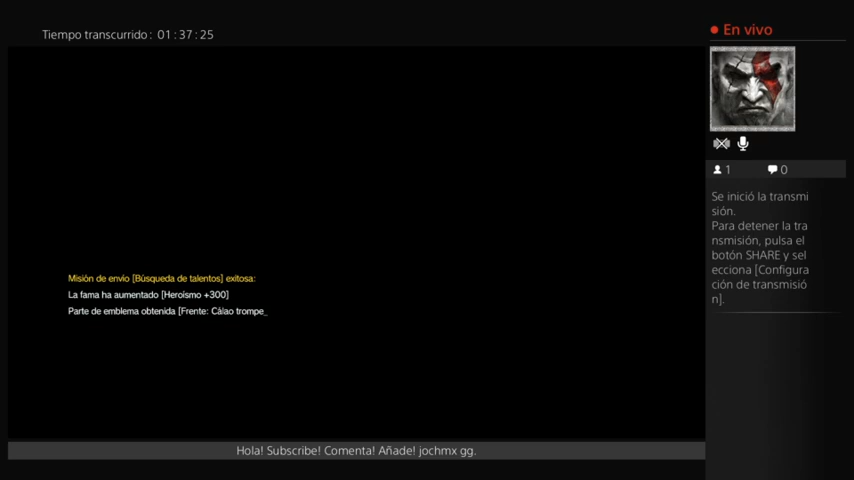 Tiempo transcurrido: 01:37:25
En vivo
1 0
Se inició la transmi
sión.
Para detener la tra
nsmisión, pulsa el
botón SHARE y sel
ecciona [Configura
ción de transmisió
n].
Misión de envío [Búsqueda de talentos] exitosa:
La fama ha aumentado [Heroísmo +300]
Parte de emblema obtenida [Frente: Cálao trompe_
Hola! Subscribe! Comenta! Añade! jochmx gg.